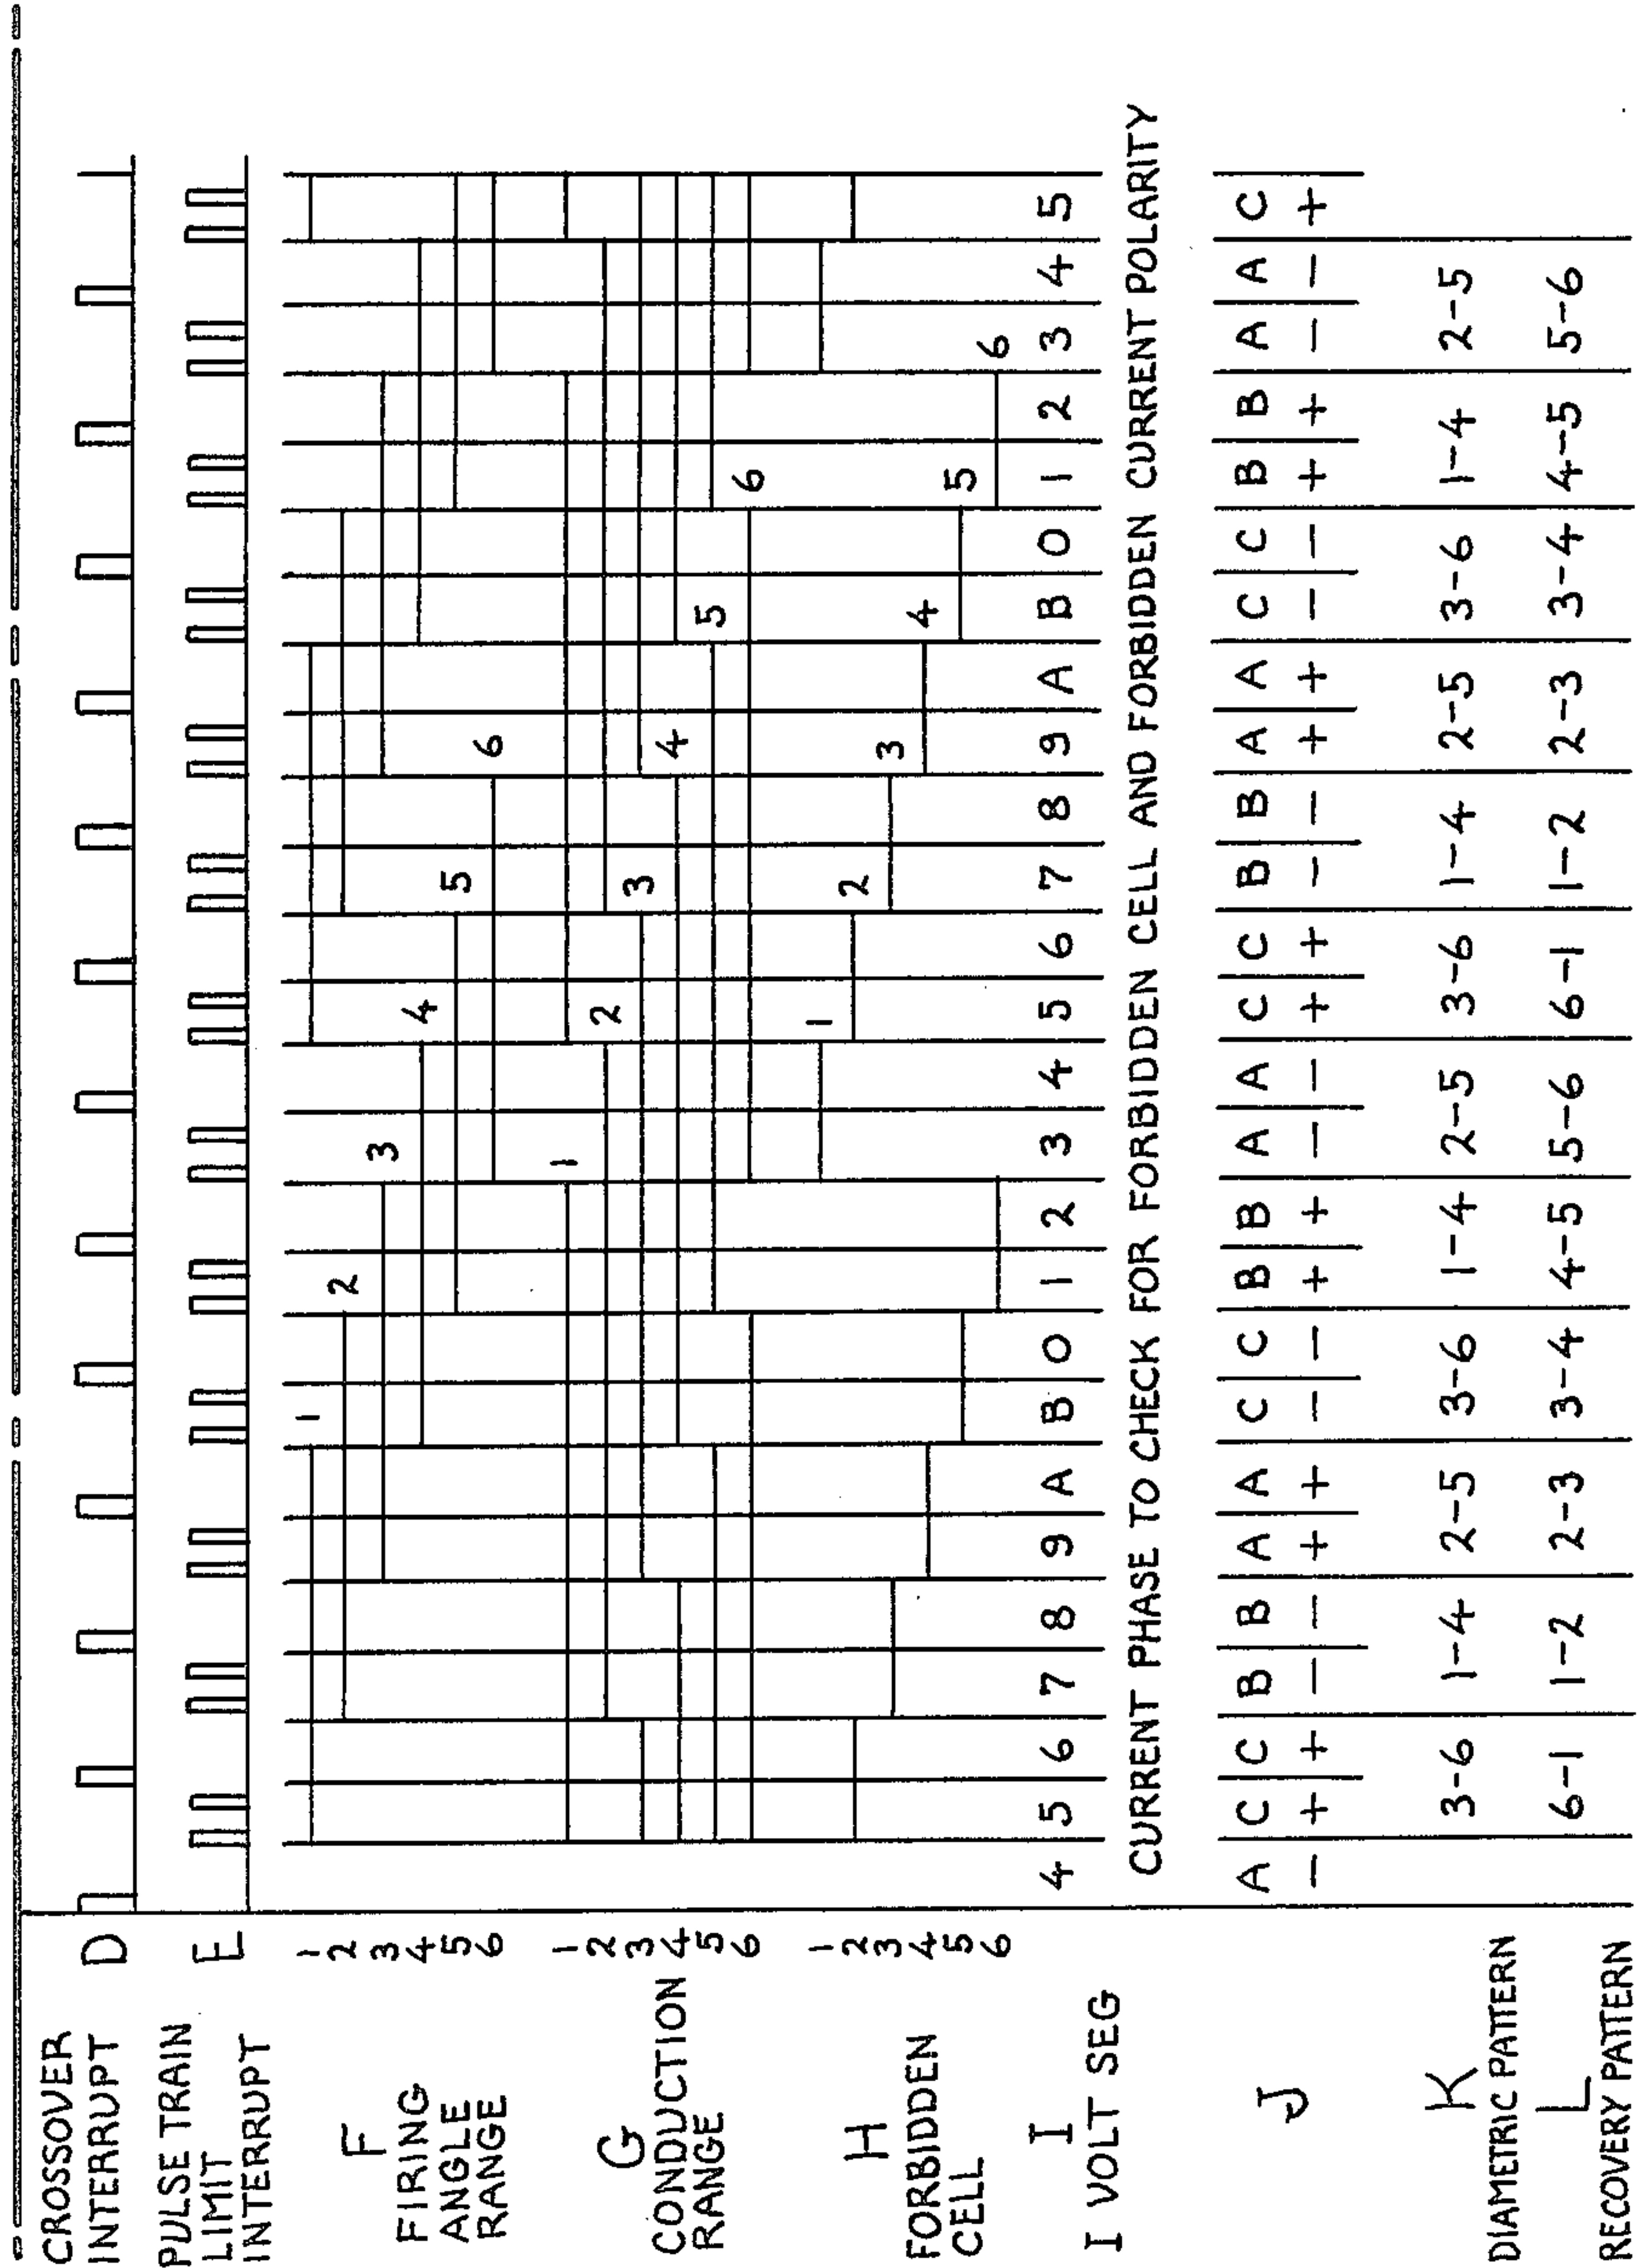 CROSSOVER
INTERRUPT D
PULSE TRAIN
LIMIT
INTERRUPT E
F
FIRING
ANGLE
RANGE
1 1
2 2
3 3
4 4
5 5
6 6
G
CONDUCTION
RANGE
1 1
2 2
3 3
4 4
5 5
6 6
H
FORBIDDEN
CELL
1 1
2 2
3 3
4 4
5 5
6 6
I
I VOLT SEG
4 5 6 7 8 9 A B O 1 2 3 4 5 6 7 8 9 A B O 1 2 3 4 5
CURRENT PHASE TO CHECK FOR FORBIDDEN CELL AND FORBIDDEN CURRENT POLARITY
J
A C C B B A A C C B B A A C C B B A A C C B B A A C
− + + − − + + − − + + − − + + − − + + − − + + − − +
K
DIAMETRIC PATTERN
3-6 1-4 2-5 3-6 1-4 2-5 3-6 1-4 2-5 3-6 1-4 2-5
L
RECOVERY PATTERN
6-1 1-2 2-3 3-4 4-5 5-6 6-1 1-2 2-3 3-4 4-5 5-6